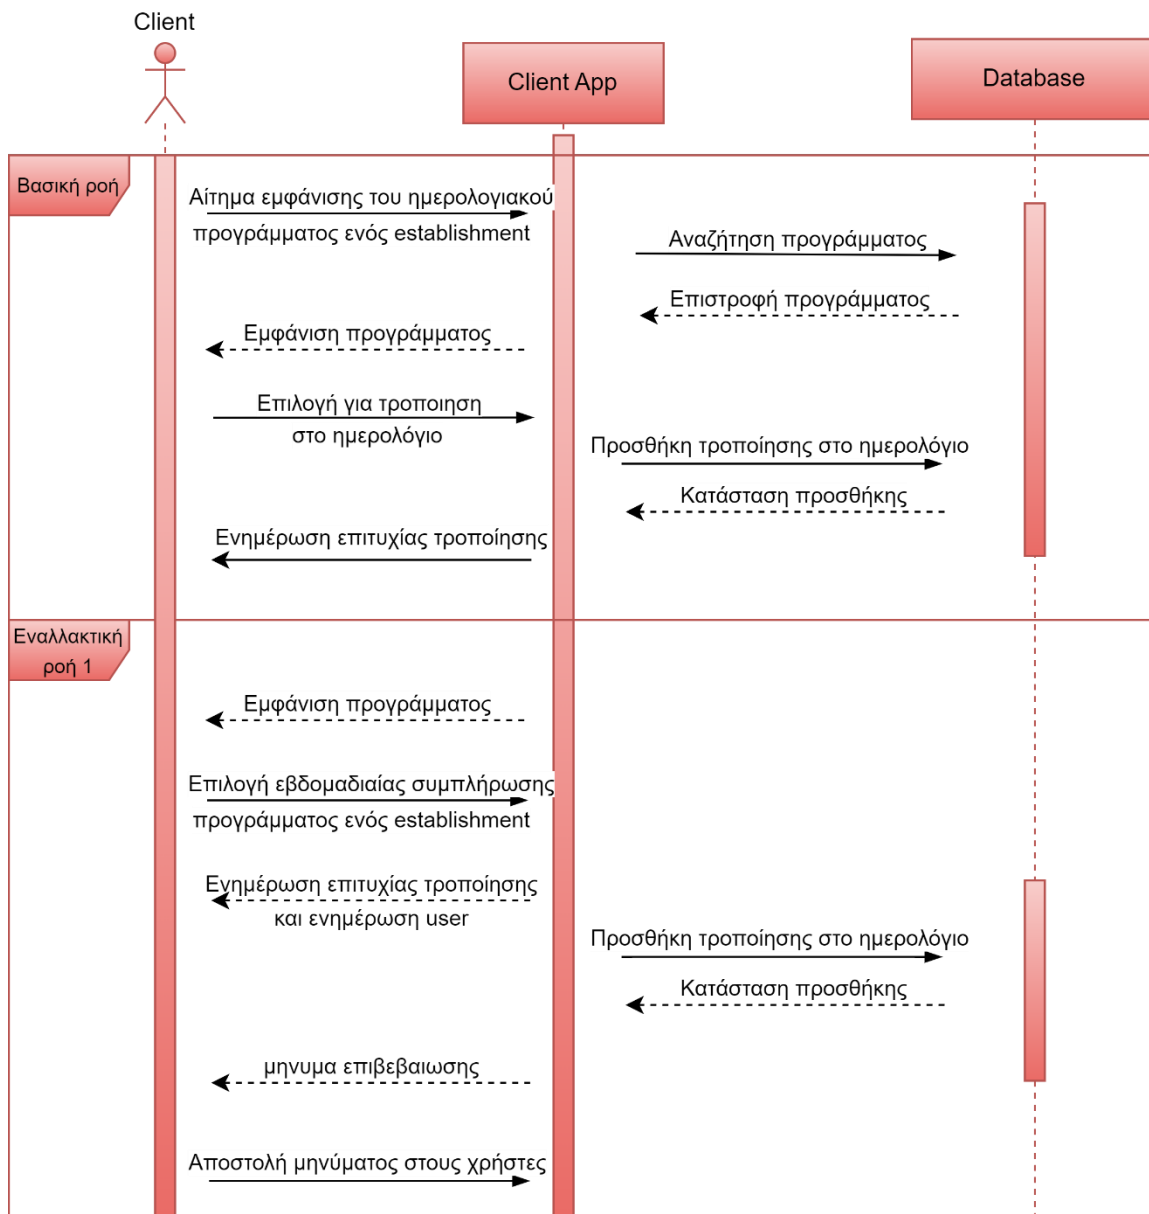 Client
Client App
Database
Βασική ροή
Αίτημα εμφάνισης του ημερολογιακού
προγράμματος ενός establishment
Αναζήτηση προγράμματος
Επιστροφή προγράμματος
Εμφάνιση προγράμματος
Επιλογή για τροποιηση
στο ημερολόγιο
Προσθήκη τροποίησης στο ημερολόγιο
Κατάσταση προσθήκης
Ενημέρωση επιτυχίας τροποίησης
Εναλλακτική
ροή 1
Εμφάνιση προγράμματος
Επιλογή εβδομαδιαίας συμπλήρωσης
προγράμματος ενός establishment
Ενημέρωση επιτυχίας τροποίησης
και ενημέρωση user
Προσθήκη τροποίησης στο ημερολόγιο
Κατάσταση προσθήκης
μηνυμα επιβεβαιωσης
Αποστολή μηνύματος στους χρήστες